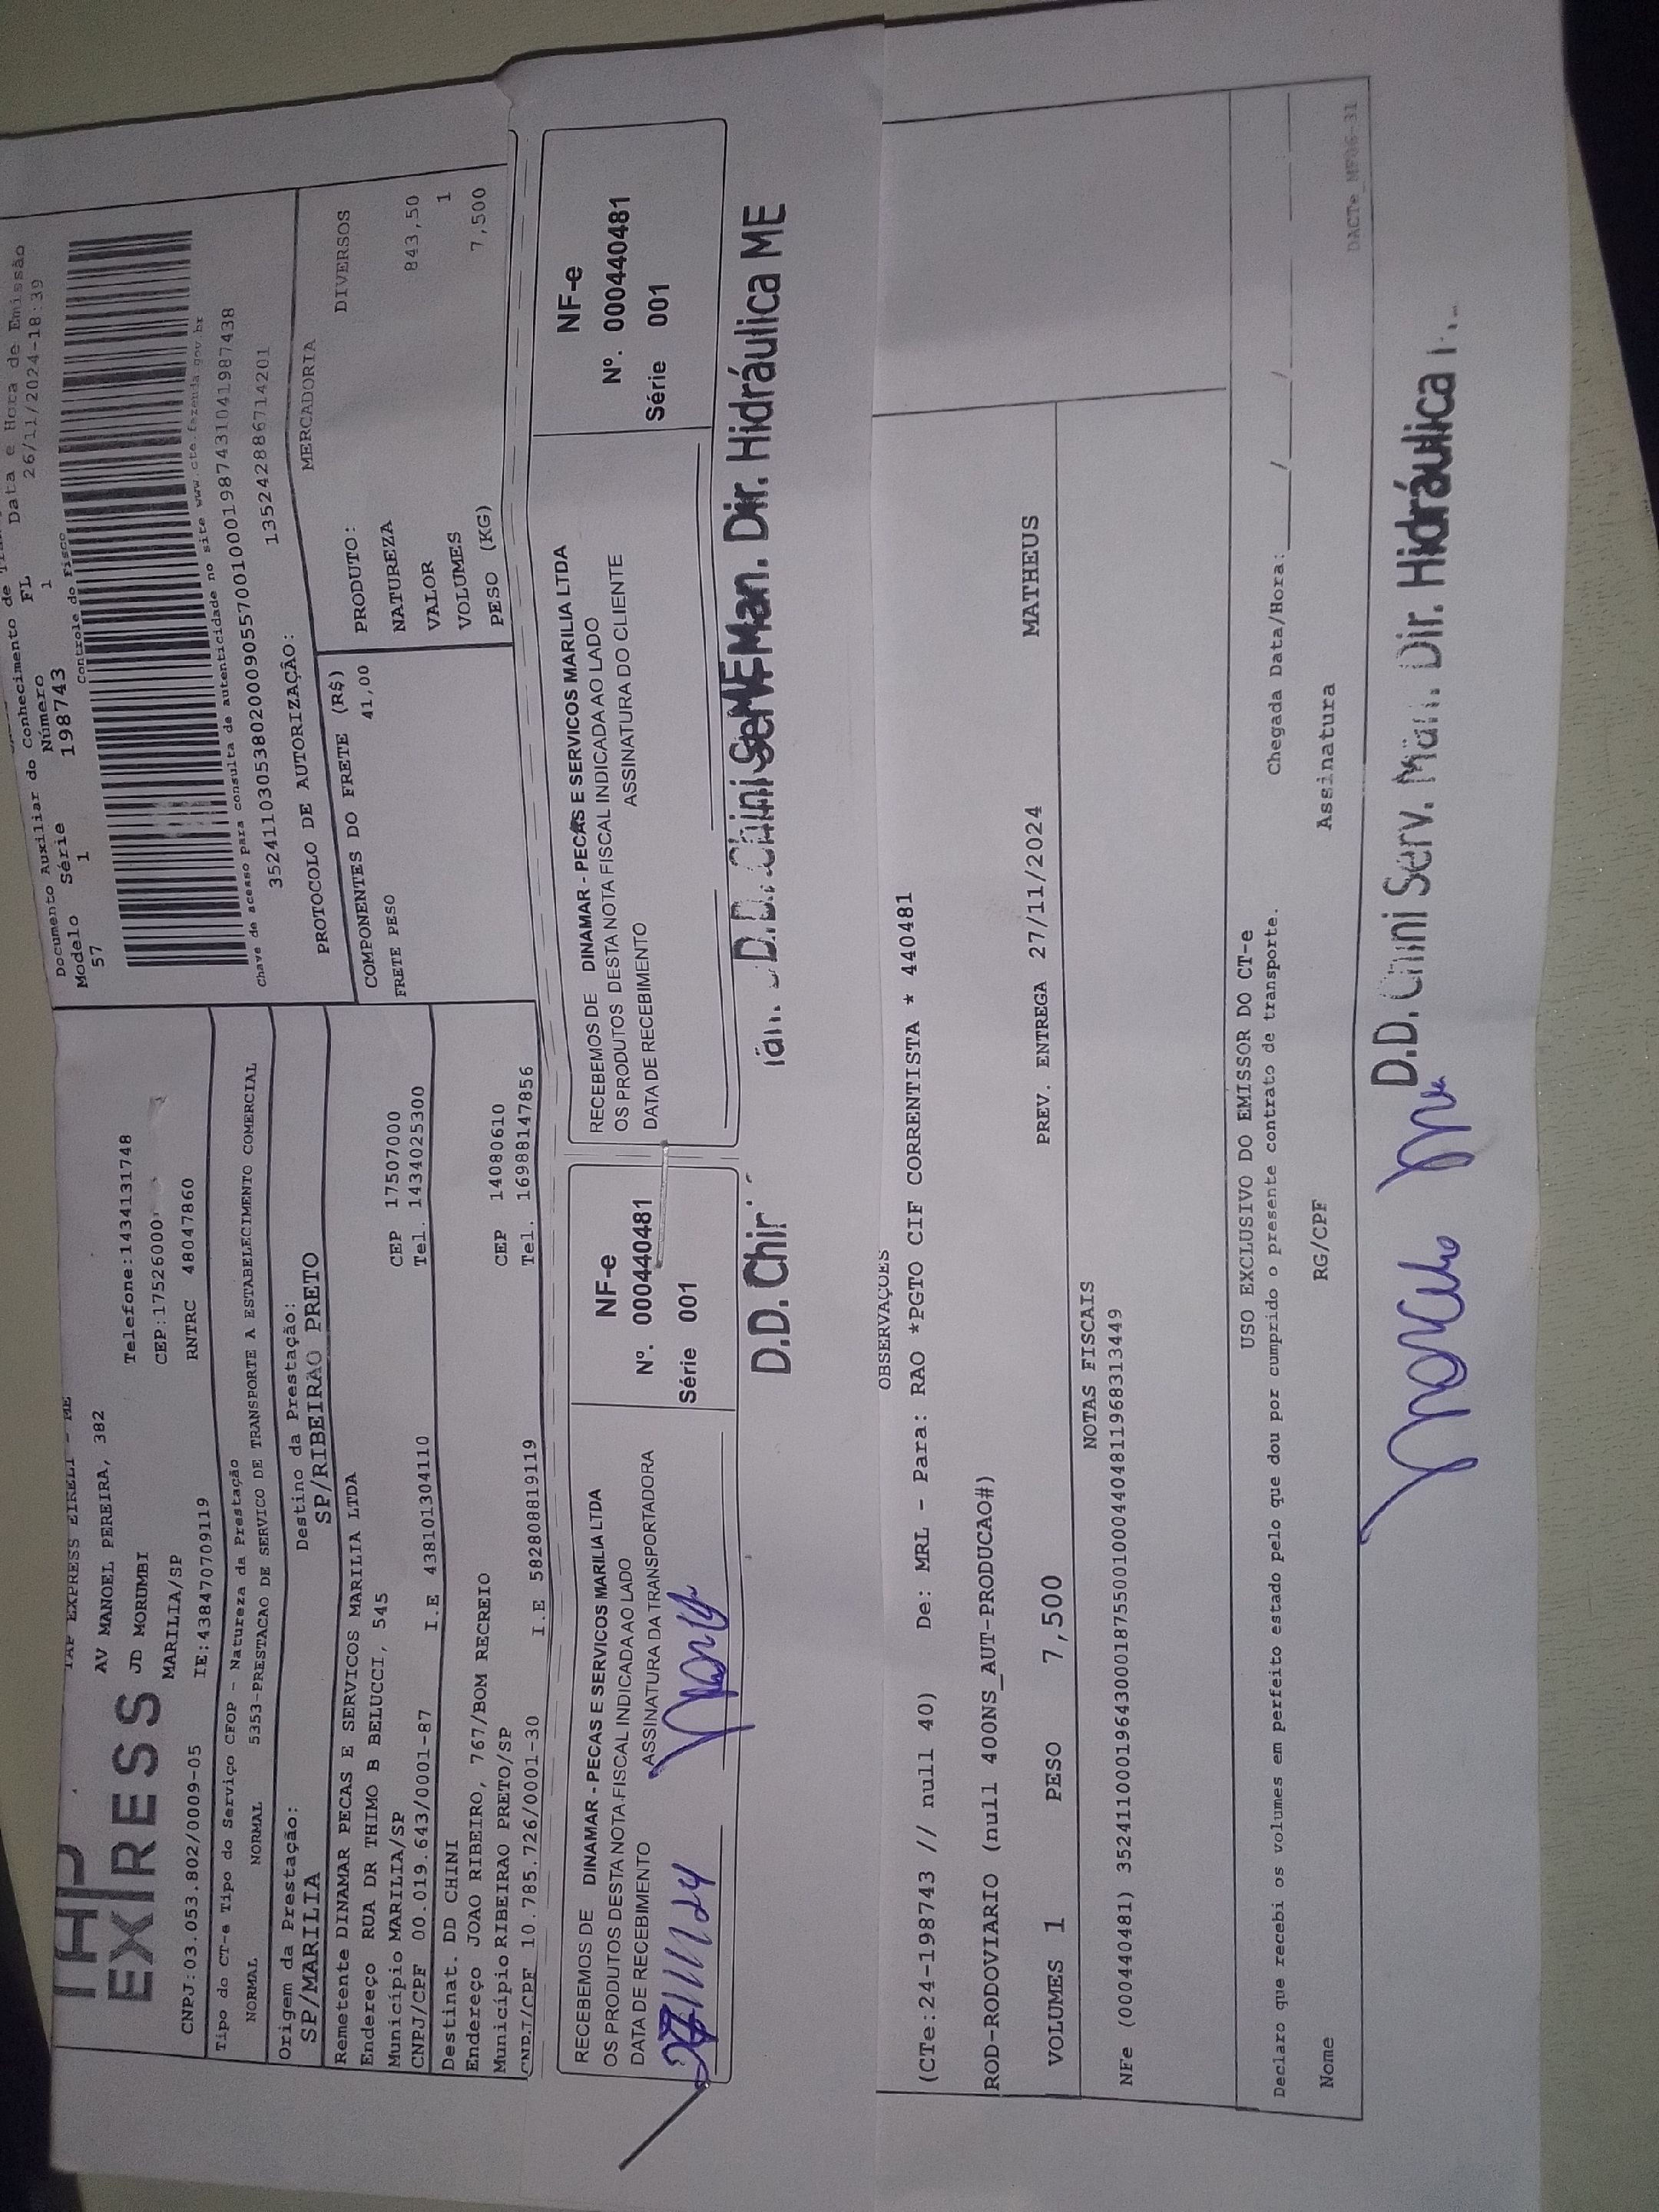 TAP EXPRESS EIRELI - ME
AV MANOEL PEREIRA, 382
EXPRESS
JD MORUMBI
Telefone:1434131748
MARILIA/SP
CEP:17526000
CNPJ:03.053.802/0009-05
IE:438470709119
RNTRC 48047860
Tipo do CT-e Tipo do Serviço CFOP - Natureza da Prestação
NORMAL NORMAL 5353-PRESTACAO DE SERVICO DE TRANSPORTE A ESTABELECIMENTO COMERCIAL
Origem da Prestação: Destino da Prestação:
SP/MARILIA SP/RIBEIRAO PRETO
Remetente DINAMAR PECAS E SERVICOS MARILIA LTDA
Endereço RUA DR THIMO B BELUCCI, 545
Município MARILIA/SP CEP 17507000
CNPJ/CPF 00.019.643/0001-87 I.E 438101304110 Tel. 1434025300
Destinat. DD CHINI
Endereço JOAO RIBEIRO, 767/BOM RECREIO
Município RIBEIRAO PRETO/SP CEP 14080610
CNPJ/CPF 10.785.726/0001-30 I.E 582808819119 Tel. 16988147856
Documento Auxiliar do Conhecimento de
Modelo Série Número FL Data e Hora de Emissão
57 1 198743 1 26/11/2024-18:39
Controle do Fisco
Chave de acesso para consulta de autenticidade no site www.cte.fazenda.gov.br
35241103053802000905570010001987431041987438
PROTOCOLO DE AUTORIZAÇÃO: 135242886714201
COMPONENTES DO FRETE (R$)
FRETE PESO 41,00
MERCADORIA
PRODUTO: DIVERSOS
NATUREZA
VALOR 843,50
VOLUMES 1
PESO (KG) 7,500
RECEBEMOS DE DINAMAR - PECAS E SERVICOS MARILIA LTDA
OS PRODUTOS DESTA NOTA FISCAL INDICADA AO LADO
DATA DE RECEBIMENTO ASSINATURA DA TRANSPORTADORA
27/11/24
NF-e
Nº. 000440481
Série 001
RECEBEMOS DE DINAMAR - PECAS E SERVICOS MARILIA LTDA
OS PRODUTOS DESTA NOTA FISCAL INDICADA AO LADO
DATA DE RECEBIMENTO ASSINATURA DO CLIENTE
NF-e
Nº. 000440481
Série 001
D.D. Chini Man. Dir. Hidráulica ME
OBSERVAÇÕES
(CTe:24-198743 // null 40) De: MRL - Para: RAO *PGTO CIF CORRENTISTA * 440481
ROD-RODOVIARIO (null 400NS_AUT-PRODUCAO#)
VOLUMES 1 PESO 7,500 PREV. ENTREGA 27/11/2024 MATHEUS
NOTAS FISCAIS
NFe (000440481) 35241100019643000187550010004404811968313449
USO EXCLUSIVO DO EMISSOR DO CT-e
Declaro que recebi os volumes em perfeito estado pelo que dou por cumprido o presente contrato de transporte. Chegada Data/Hora:____/____/____ ____:____
Nome RG/CPF Assinatura
DACTe_MF06-31
D.D. Chini Serv. Man. Dir. Hidráulica